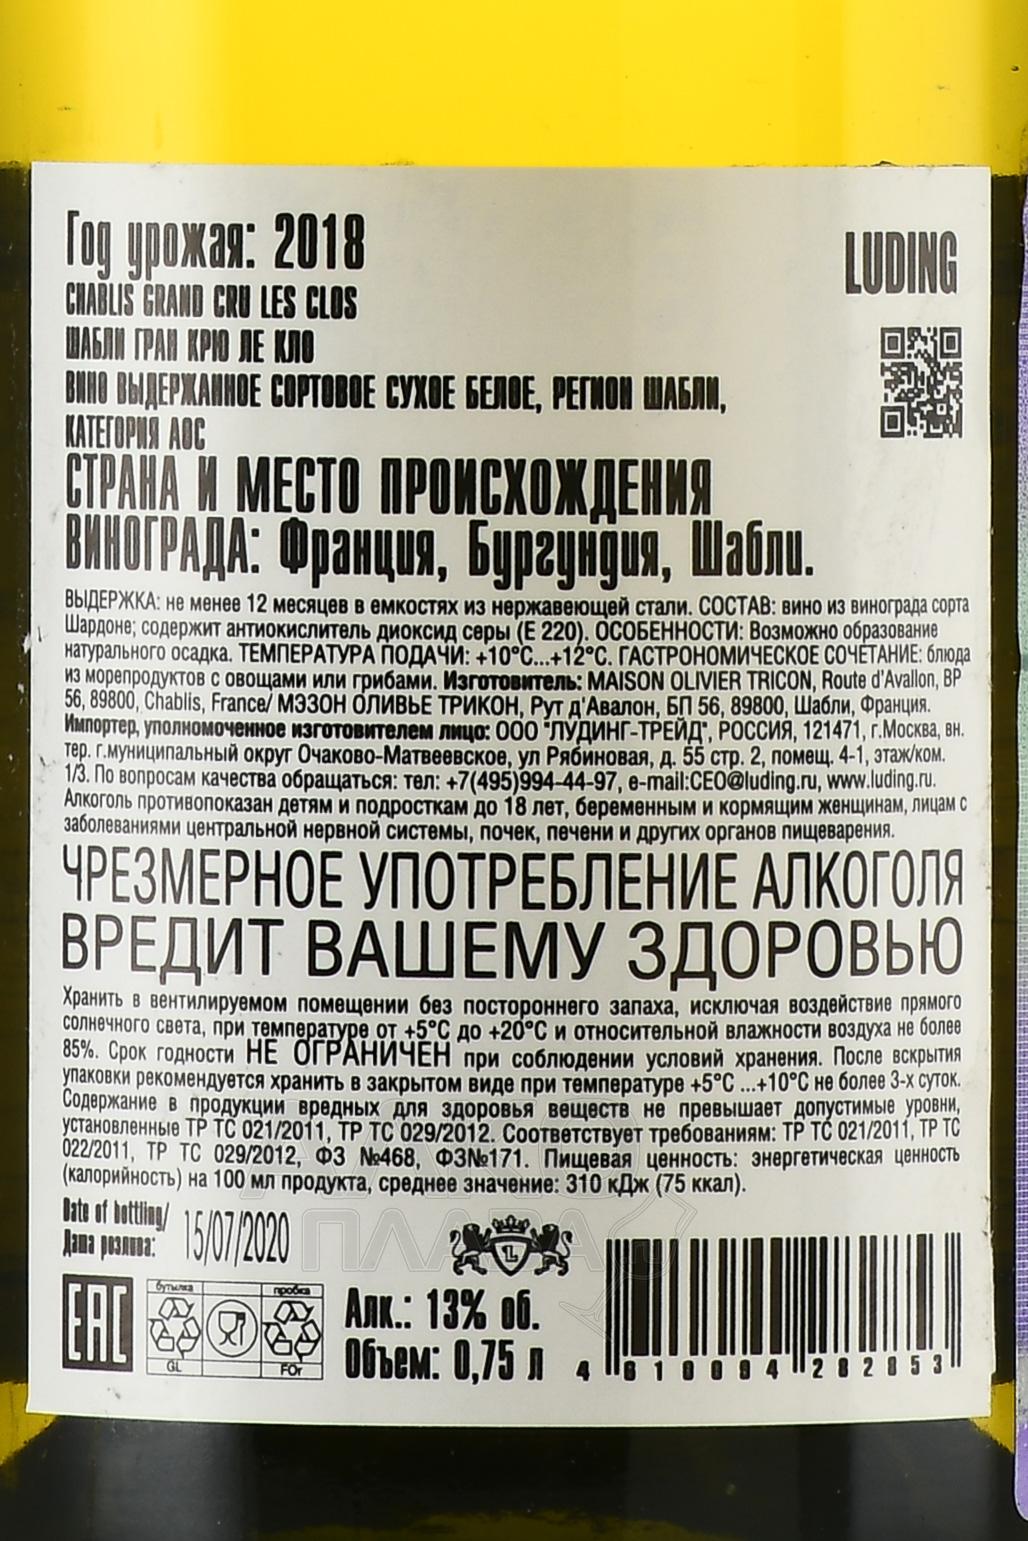 Год урожая: 2018
LUDING
CHABLIS GRAND CRU LES CLOS
ШАБЛИ ГРАН КРЮ ЛЕ КЛО
ВИНО ВЫДЕРЖАННОЕ СОРТОВОЕ СУХОЕ БЕЛОЕ, РЕГИОН ШАБЛИ,
КАТЕГОРИЯ АОС
СТРАНА И МЕСТО ПРОИСХОЖДЕНИЯ
ВИНОГРАДА: Франция, Бургундия, Шабли.
ВЫДЕРЖКА: не менее 12 месяцев в емкостях из нержавеющей стали. СОСТАВ: вино из винограда сорта
Шардоне; содержит антиокислитель диоксид серы (Е 220). ОСОБЕННОСТИ: Возможно образование
натурального осадка. ТЕМПЕРАТУРА ПОДАЧИ: +10°С...+12°С. ГАСТРОНОМИЧЕСКОЕ СОЧЕТАНИЕ: блюда
из морепродуктов с овощами или грибами. Изготовитель: MAISON OLIVIER TRICON, Route d'Avallon, BP
56, 89800, Chablis, France/ МЭЗОН ОЛИВЬЕ ТРИКОН, Рут д'Авалон, БП 56, 89800, Шабли, Франция.
Импортер, уполномоченное изготовителем лицо: ООО "ЛУДИНГ-ТРЕЙД", РОССИЯ, 121471, г.Москва, вн.
тер. г.муниципальный округ Очаково-Матвеевское, ул Рябиновая, д. 55 стр. 2, помещ. 4-1, этаж/ком.
1/3. По вопросам качества обращаться: тел: +7(495)994-44-97, e-mail:CEO@luding.ru, www.luding.ru.
Алкоголь противопоказан детям и подросткам до 18 лет, беременным и кормящим женщинам, лицам с
заболеваниями центральной нервной системы, почек, печени и других органов пищеварения.
ЧРЕЗМЕРНОЕ УПОТРЕБЛЕНИЕ АЛКОГОЛЯ
ВРЕДИТ ВАШЕМУ ЗДОРОВЬЮ
Хранить в вентилируемом помещении без постороннего запаха, исключая воздействие прямого
солнечного света, при температуре от +5°С до +20°С и относительной влажности воздуха не более
85%. Срок годности НЕ ОГРАНИЧЕН при соблюдении условий хранения. После вскрытия
упаковки рекомендуется хранить в закрытом виде при температуре +5°С ...+10°С не более 3-х суток.
Содержание в продукции вредных для здоровья веществ не превышает допустимые уровни,
установленные ТР ТС 021/2011, ТР ТС 029/2012. Соответствует требованиям: ТР ТС 021/2011, ТР ТС
022/2011, ТР ТС 029/2012, ФЗ №468, ФЗ№171. Пищевая ценность: энергетическая ценность
(калорийность) на 100 мл продукта, среднее значение: 310 кДж (75 ккал).
Date of bottling/
Дата розлива: 15/07/2020
АЛКО
ПЛАЗА
L
EAC
бутылка
пробка
GL
FOr
Алк.: 13% об.
Объем: 0,75 л
4 610094 282853